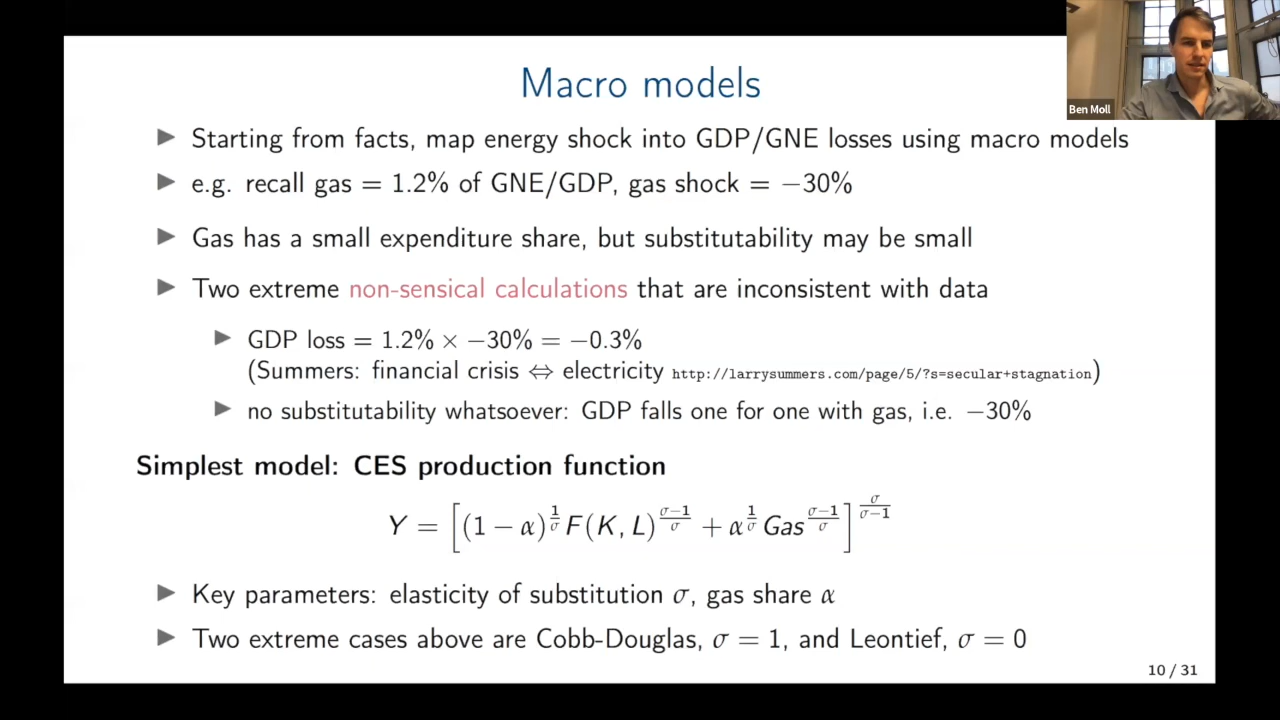 Macro models
Ben Moll
▶ Starting from facts, map energy shock into GDP/GNE losses using macro models
▶ e.g. recall gas = 1.2% of GNE/GDP, gas shock = −30%
▶ Gas has a small expenditure share, but substitutability may be small
▶ Two extreme non-sensical calculations that are inconsistent with data
▶ GDP loss = 1.2% × −30% = −0.3%
(Summers: financial crisis ⇔ electricity http://larrysummers.com/page/5/?s=secular+stagnation)
▶ no substitutability whatsoever: GDP falls one for one with gas, i.e. −30%
Simplest model: CES production function
Y = [(1 − α)^{1/σ} F(K, L)^{(σ−1)/σ} + α^{1/σ} Gas^{(σ−1)/σ}]^{σ/(σ−1)}
▶ Key parameters: elasticity of substitution σ, gas share α
▶ Two extreme cases above are Cobb-Douglas, σ = 1, and Leontief, σ = 0
10 / 31